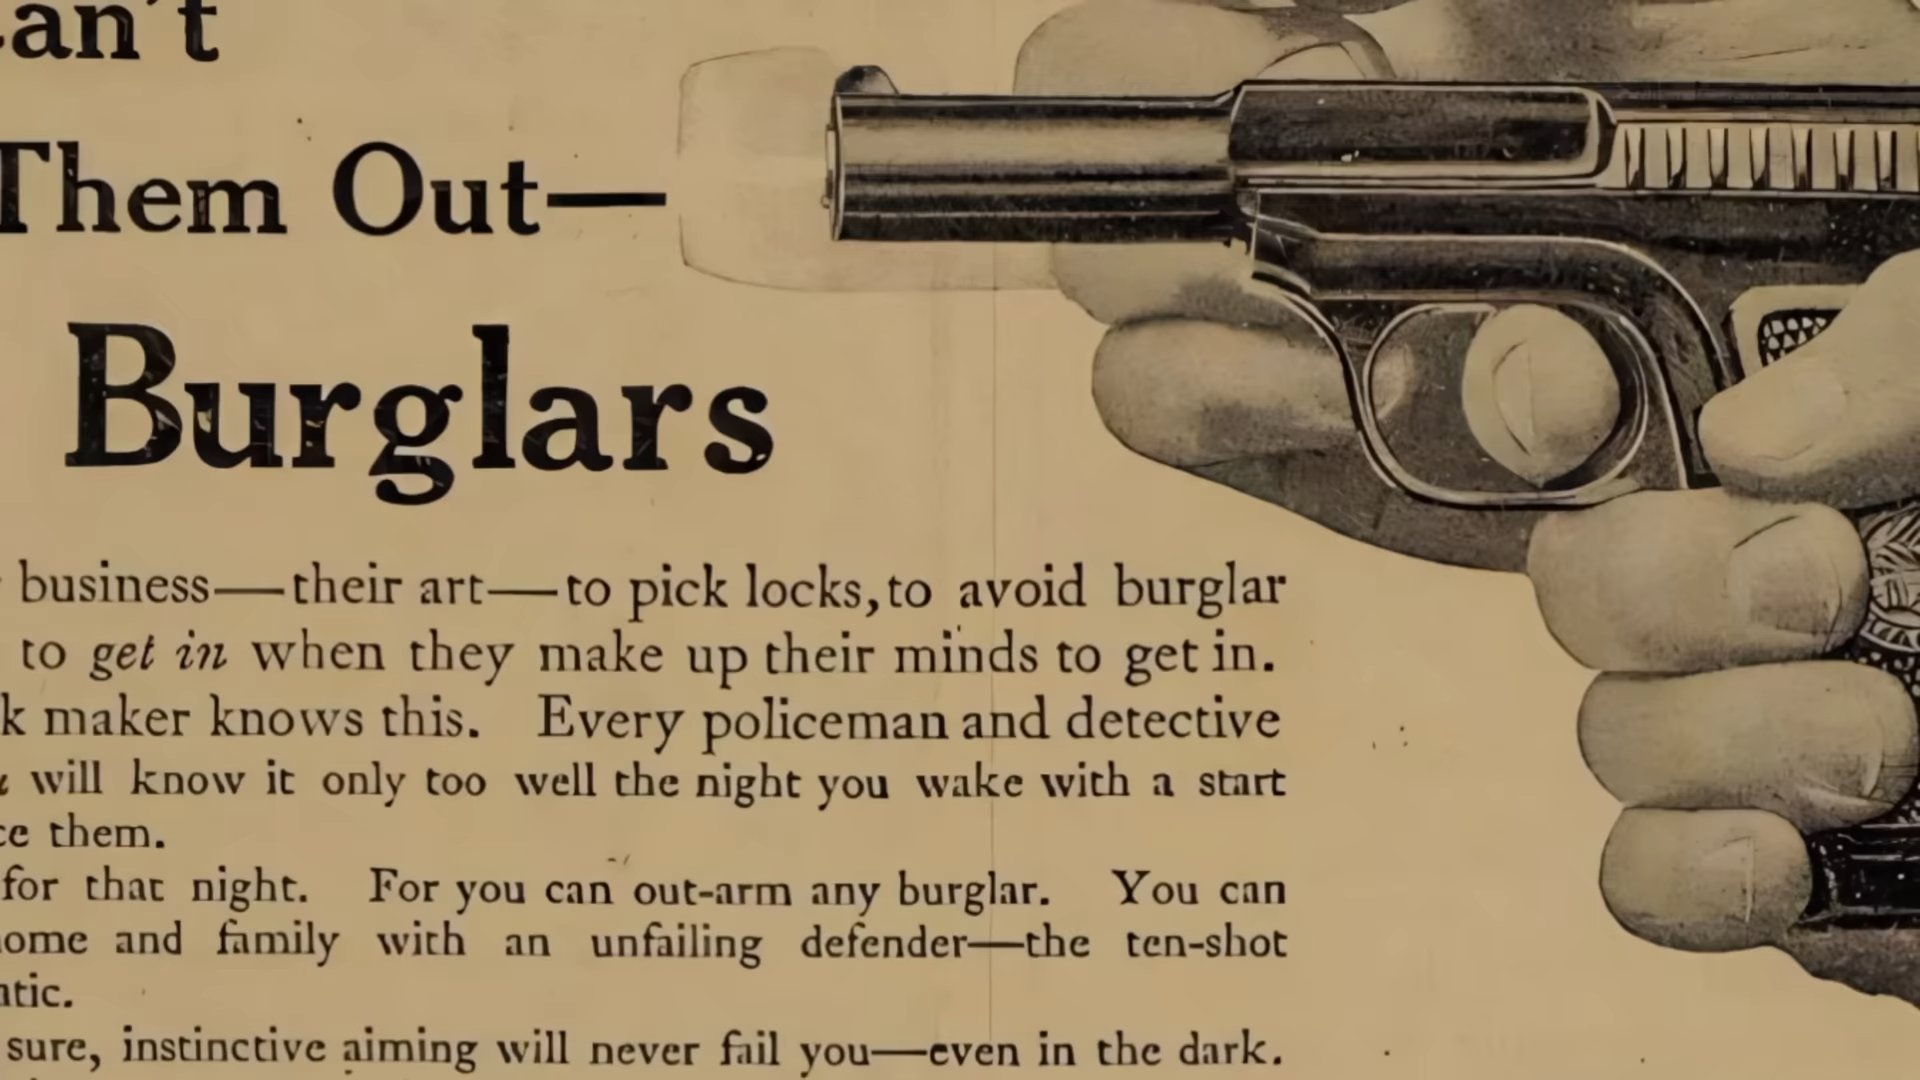 an't
Them Out—
Burglars
business—their art—to pick locks, to avoid burglar
to get in when they make up their minds to get in.
k maker knows this. Every policeman and detective
will know it only too well the night you wake with a start
ce them.
for that night. For you can out-arm any burglar. You can
ome and family with an unfailing defender—the ten-shot
tic.
sure, instinctive aiming will never fail you—even in the dark.